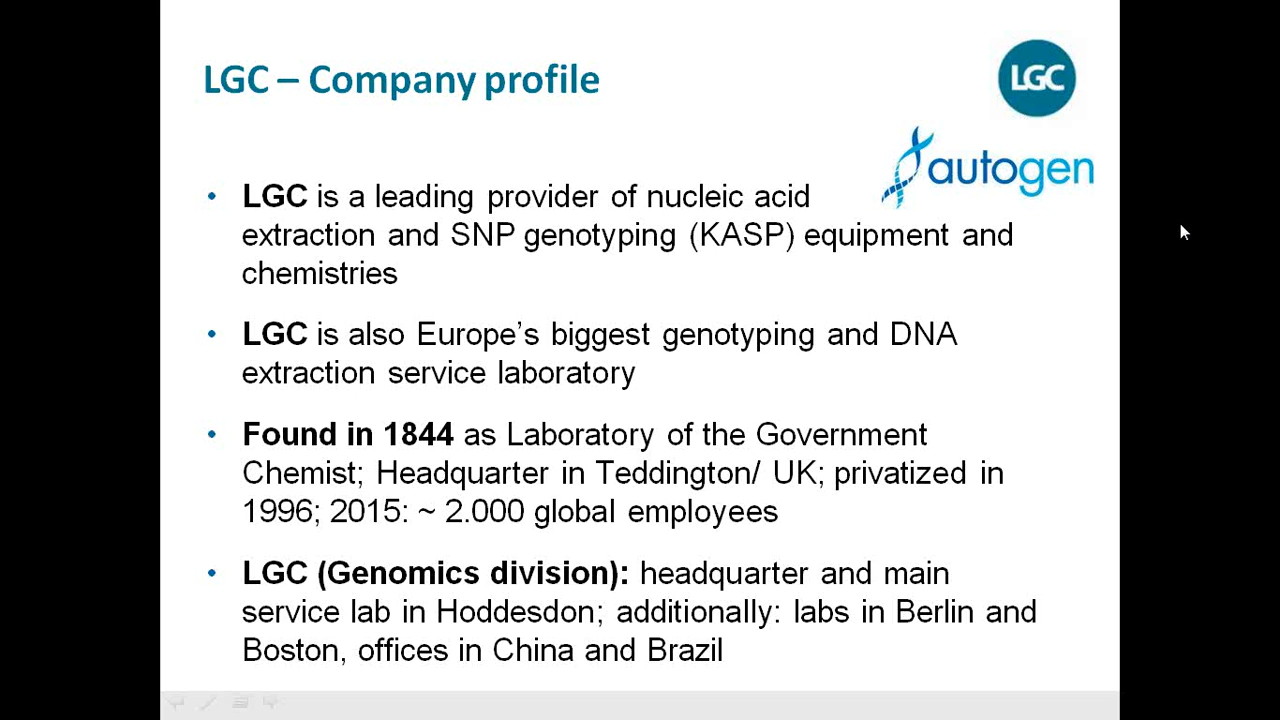 LGC – Company profile
LGC
autogen
• LGC is a leading provider of nucleic acid
extraction and SNP genotyping (KASP) equipment and
chemistries
• LGC is also Europe’s biggest genotyping and DNA
extraction service laboratory
• Found in 1844 as Laboratory of the Government
Chemist; Headquarter in Teddington/ UK; privatized in
1996; 2015: ~ 2.000 global employees
• LGC (Genomics division): headquarter and main
service lab in Hoddesdon; additionally: labs in Berlin and
Boston, offices in China and Brazil